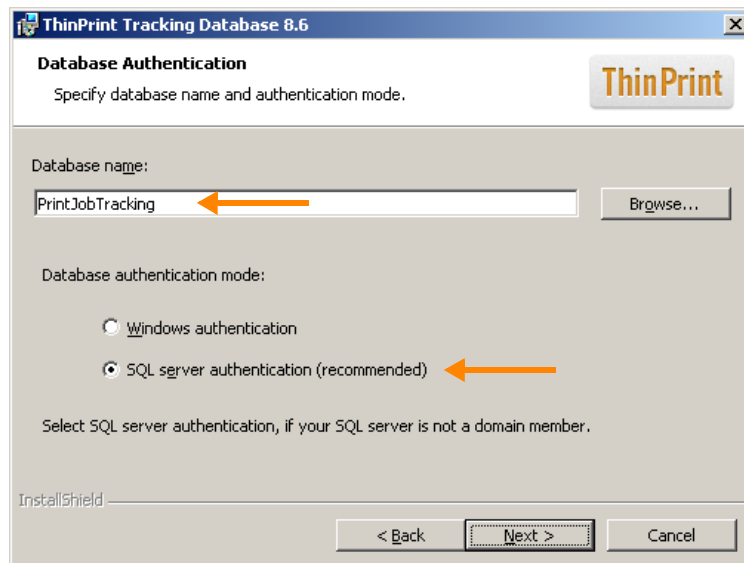 ThinPrint Tracking Database 8.6
Database Authentication
Specify database name and authentication mode.
ThinPrint
Database name:
PrintJobTracking
Browse...
Database authentication mode:
Windows authentication
SQL server authentication (recommended)
Select SQL server authentication, if your SQL server is not a domain member.
InstallShield
< Back
Next >
Cancel